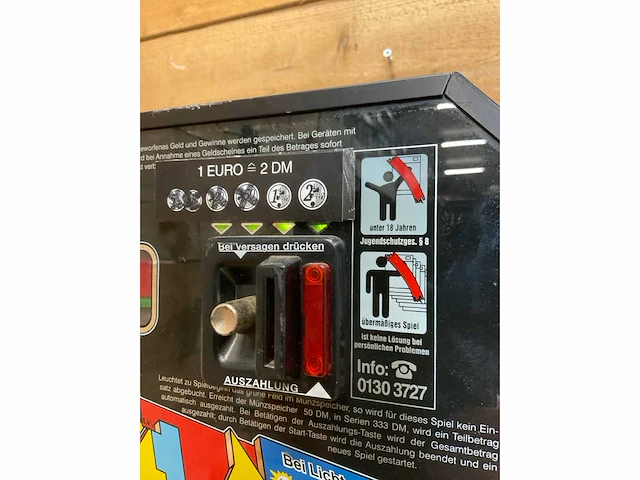 eworfenes Geld und Gewinne werden gespeichert. Bei Geräten mit
rd bei Annahme eines Geldscheines ein Teil des Betrages sofort
t verb
1 EURO ≙ 2 DM
1 2
Bei Versagen drücken
AUSZAHLUNG
unter 18 Jahren
Jugendschutzges. § 8
übermäßiges Spiel
ist keine Lösung bei
persönlichen Problemen
Info: ☎
0130 3727
Leuchtet zu Spielbeginn das grüne Feld im Münzspeicher, so wird für dieses Spiel kein Ein-
satz abgebucht. Erreicht der Münzspeicher 50 DM, in Serien 333 DM, wird ein Teilbetrag
automatisch ausgezahlt. Bei Betätigen der Auszahlungs-Taste wird der Gesamtbetrag
ausgezahlt; durch Betätigen der Start-Taste wird die Auszahlung beendet und ein
neues Spiel gestartet.
Bei Licht